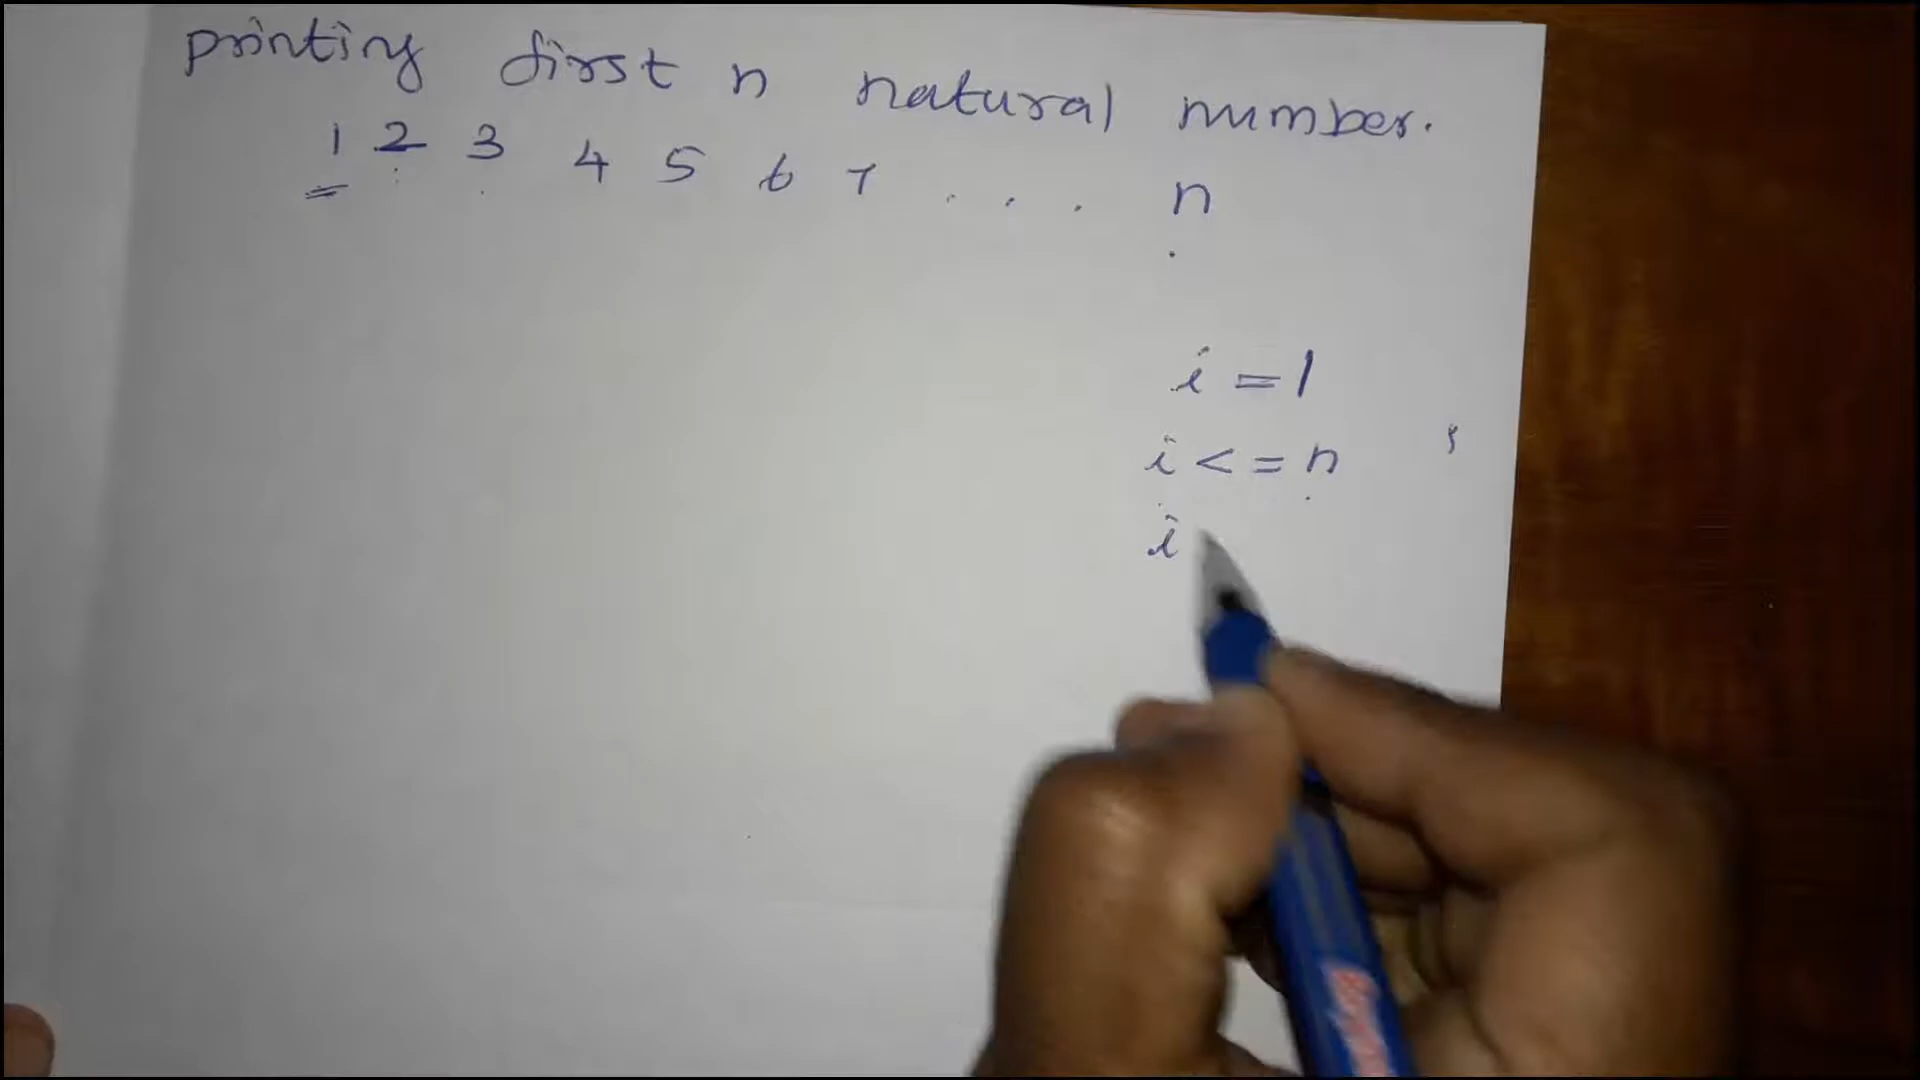 printing first n natural number.
1 2 3 4 5 6 7 . . . n
i = 1
i < = n ,
i